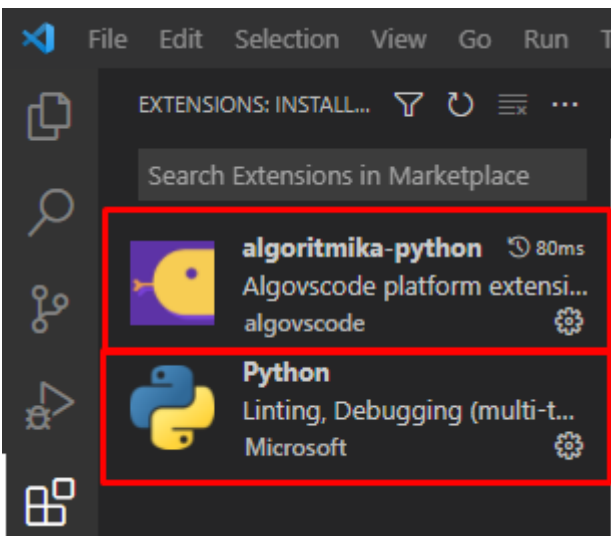 File Edit Selection View Go Run
EXTENSIONS: INSTALL...
Search Extensions in Marketplace
algoritmika-python 80ms
Algovscode platform extensi...
algovscode
Python
Linting, Debugging (multi-t...
Microsoft